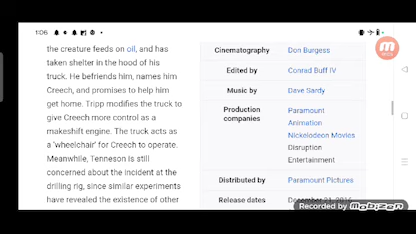 1:06
the creature feeds on oil, and has
taken shelter in the hood of his
truck. He befriends him, names him
Creech, and promises to help him
get home. Tripp modifies the truck to
give Creech more control as a
makeshift engine. The truck acts as
a 'wheelchair' for Creech to operate.
Meanwhile, Tenneson is still
concerned about the incident at the
drilling rig, since similar experiments
have revealed the existence of other
Cinematography Don Burgess
Edited by Conrad Buff IV
Music by Dave Sardy
Production Paramount
companies Animation
Nickelodeon Movies
Disruption
Entertainment
Distributed by Paramount Pictures
Release dates December 21, 2016
Recorded by Mobizen